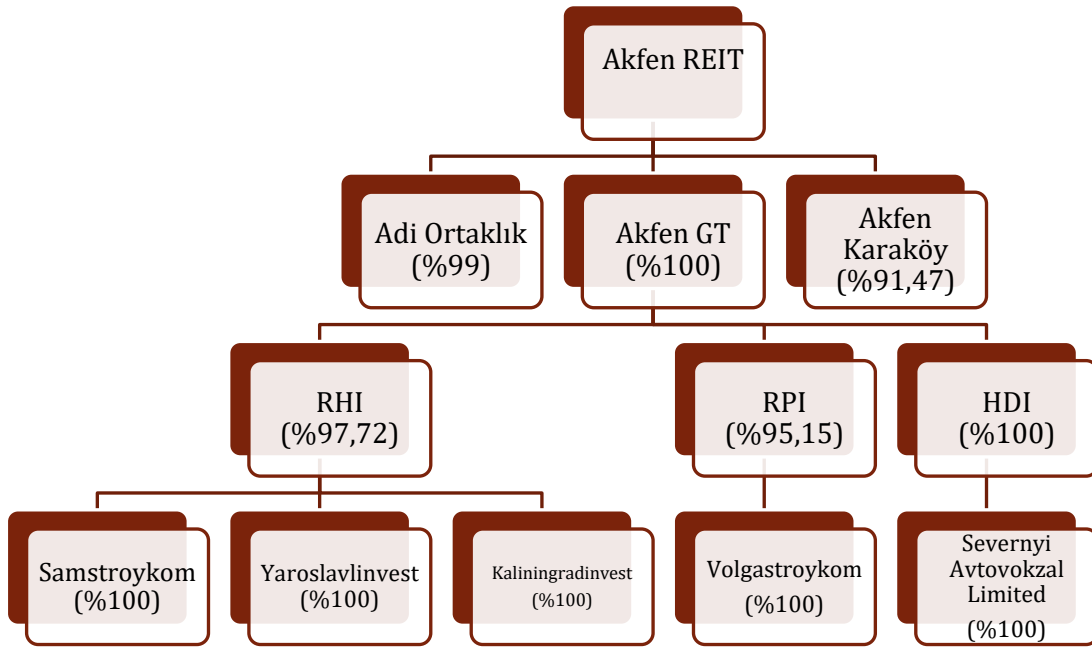 Akfen REIT
Adi Ortaklık
(%99)
Akfen GT
(%100)
Akfen
Karaköy
(%91,47)
RHI
(%97,72)
RPI
(%95,15)
HDI
(%100)
Samstroykom
(%100)
Yaroslavlinvest
(%100)
Kaliningradinvest
(%100)
Volgastroykom
(%100)
Severnyi
Avtovokzal
Limited
(%100)